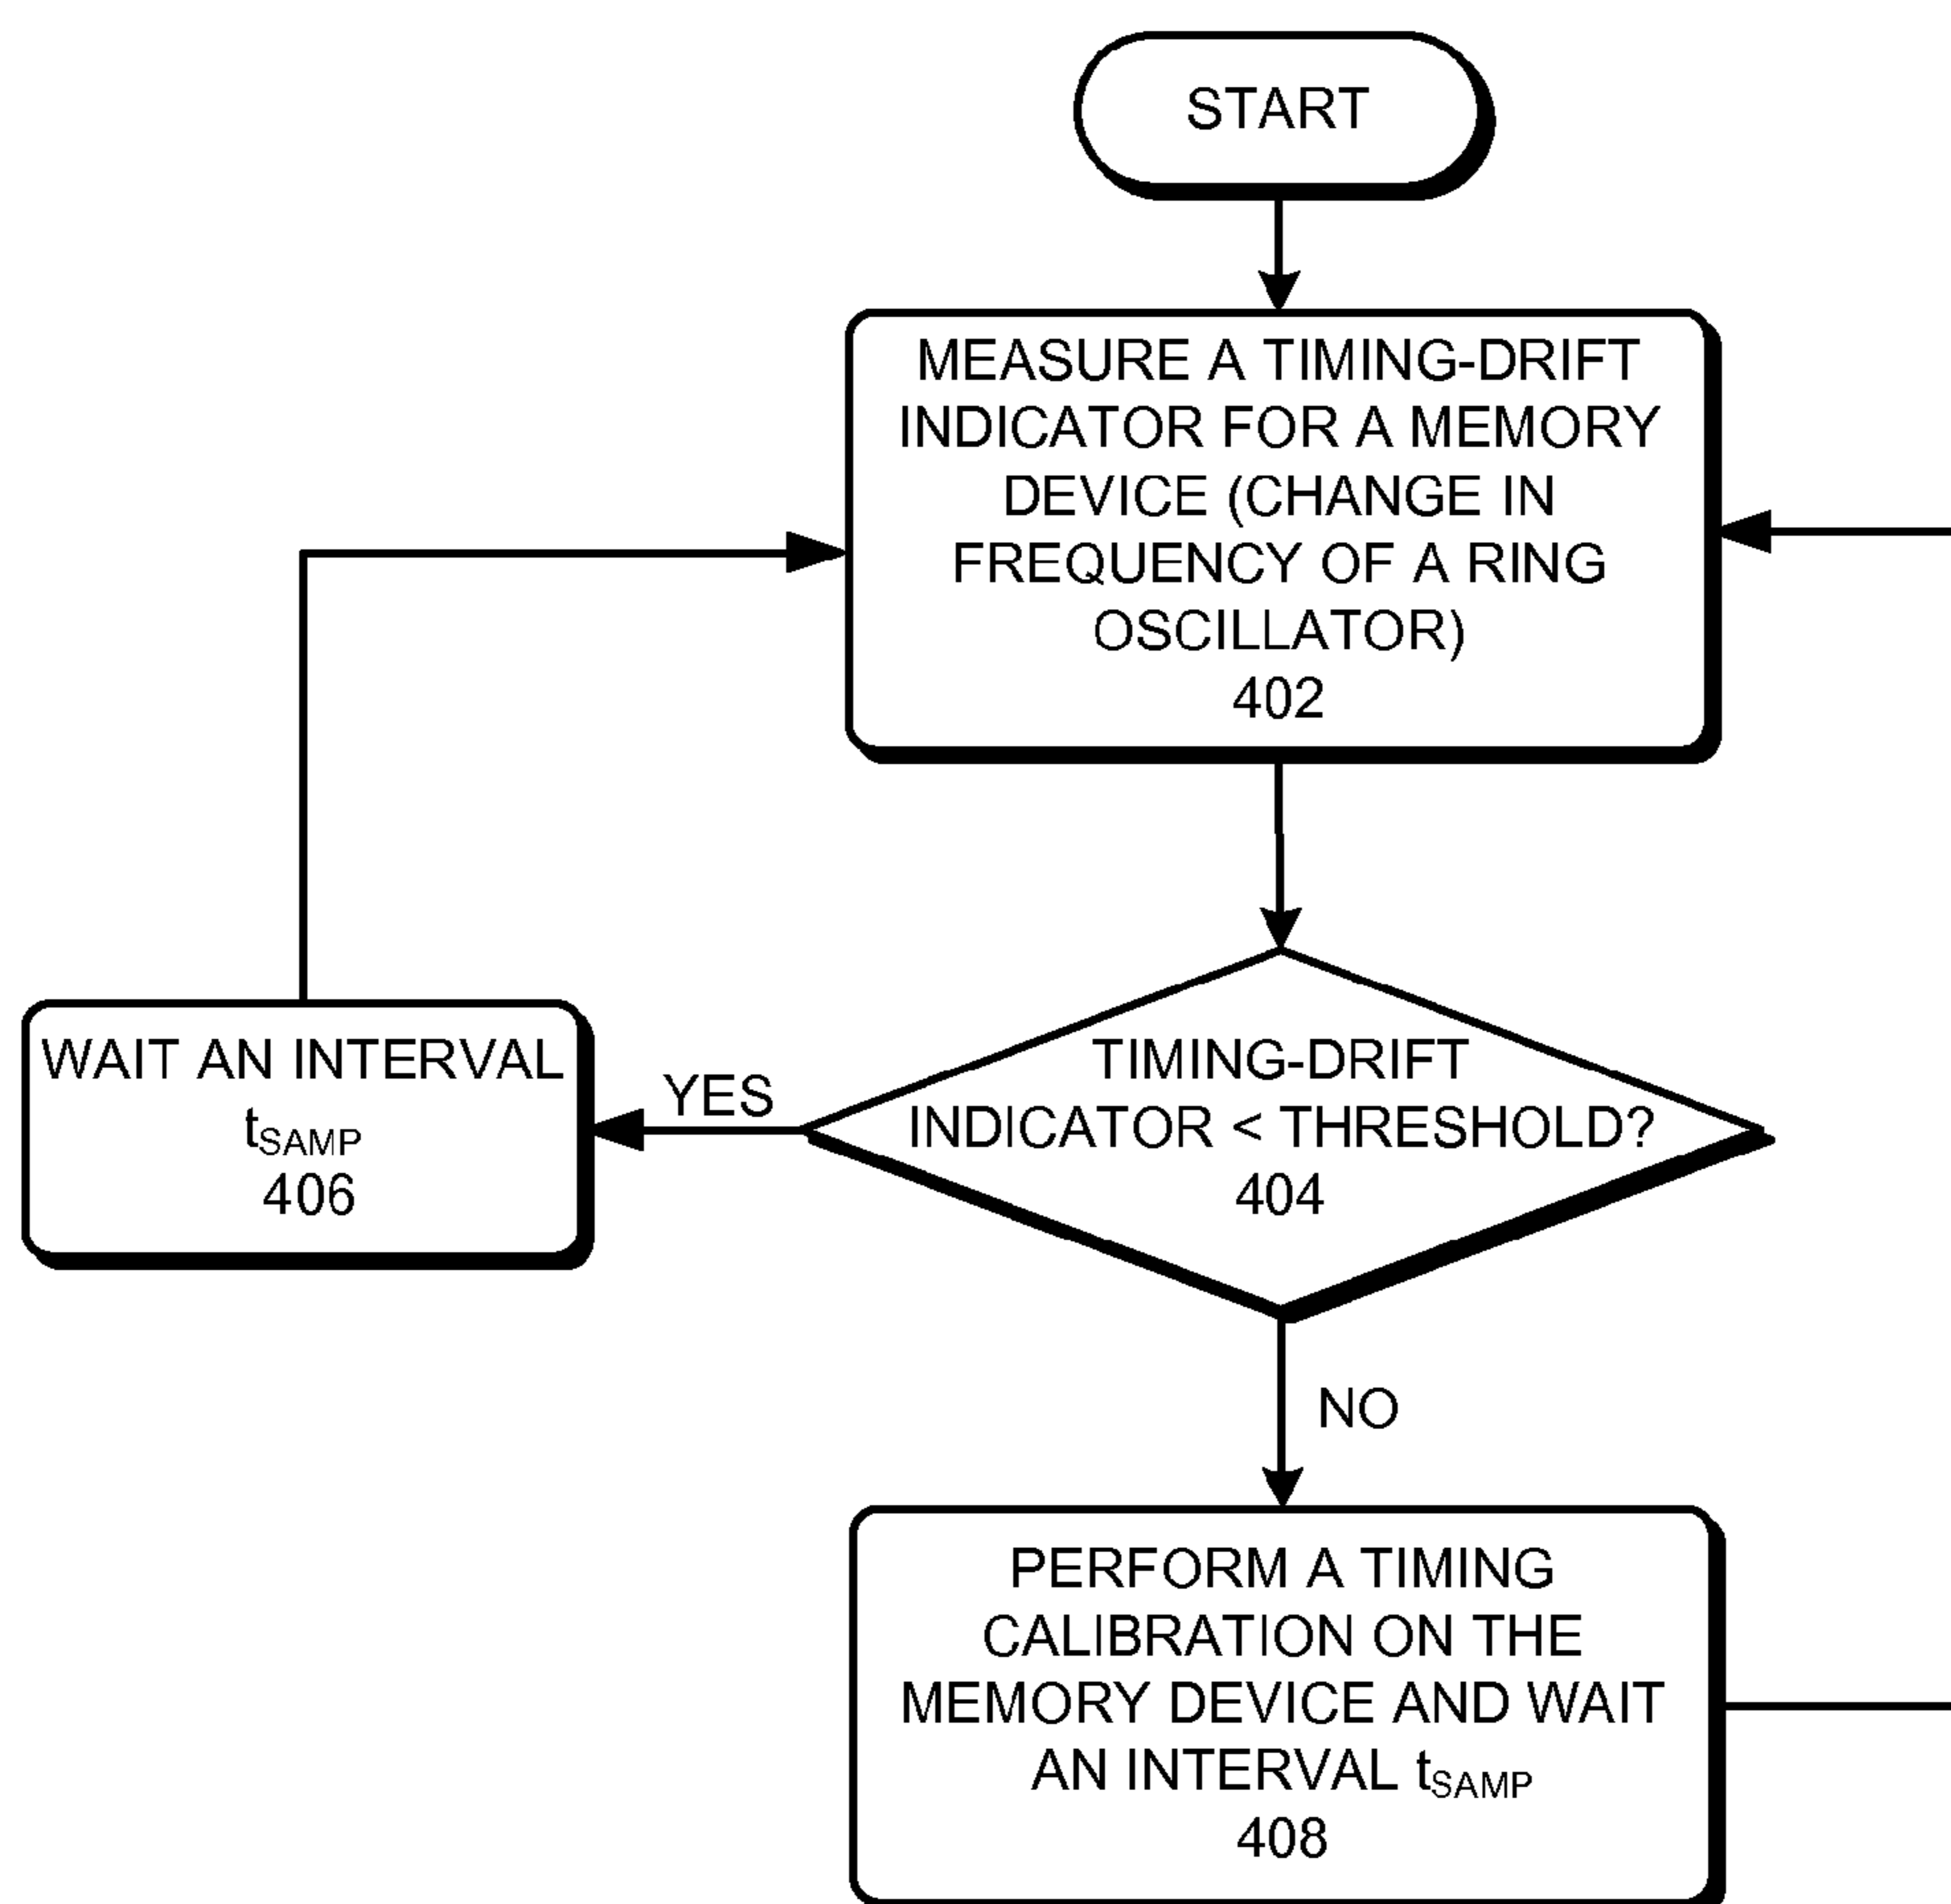 START
MEASURE A TIMING-DRIFT
INDICATOR FOR A MEMORY
DEVICE (CHANGE IN
FREQUENCY OF A RING
OSCILLATOR)
402
WAIT AN INTERVAL
tSAMP
406
YES
TIMING-DRIFT
INDICATOR < THRESHOLD?
404
NO
PERFORM A TIMING
CALIBRATION ON THE
MEMORY DEVICE AND WAIT
AN INTERVAL tSAMP
408